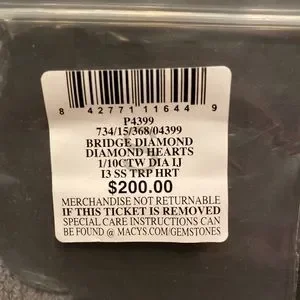 8 42771 11644 9
P4399
734/15/368/04399
BRIDGE DIAMOND
DIAMOND HEARTS
1/10CTW DIA IJ
I3 SS TRP HRT
$200.00
MERCHANDISE NOT RETURNABLE
IF THIS TICKET IS REMOVED
SPECIAL CARE INSTRUCTIONS CAN
BE FOUND @ MACYS.COM/GEMSTONES